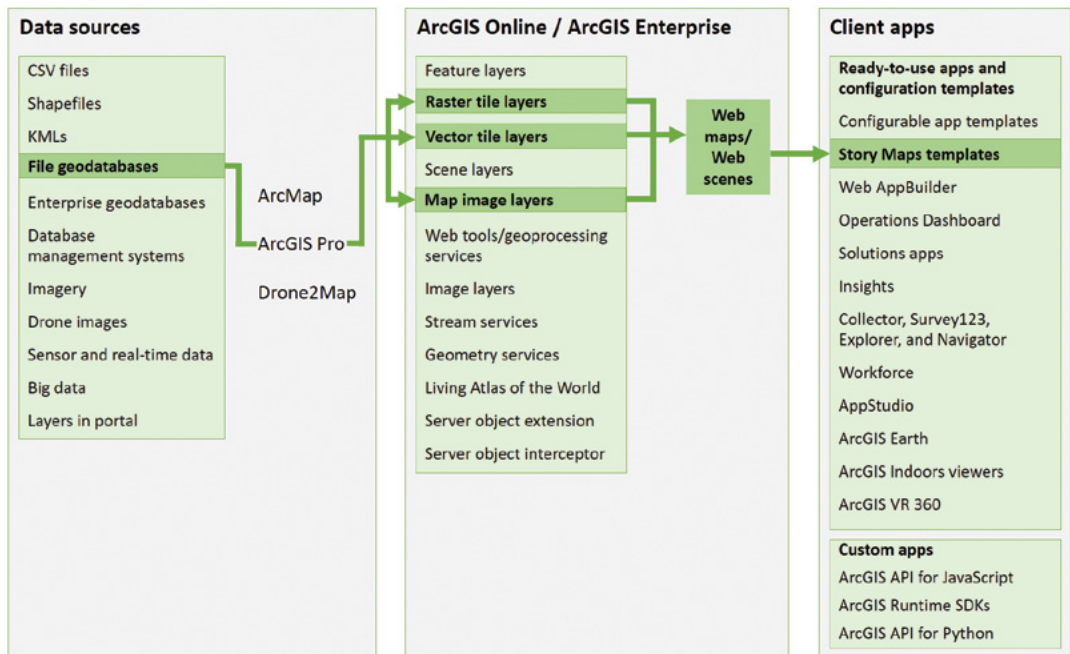 Data sources
CSV files
Shapefiles
KMLs
File geodatabases
Enterprise geodatabases
Database
management systems
Imagery
Drone images
Sensor and real-time data
Big data
Layers in portal
ArcMap
ArcGIS Pro
Drone2Map
ArcGIS Online / ArcGIS Enterprise
Feature layers
Raster tile layers
Vector tile layers
Scene layers
Map image layers
Web tools/geoprocessing
services
Image layers
Stream services
Geometry services
Living Atlas of the World
Server object extension
Server object interceptor
Web
maps/
Web
scenes
Client apps
Ready-to-use apps and
configuration templates
Configurable app templates
Story Maps templates
Web AppBuilder
Operations Dashboard
Solutions apps
Insights
Collector, Survey123,
Explorer, and Navigator
Workforce
AppStudio
ArcGIS Earth
ArcGIS Indoors viewers
ArcGIS VR 360
Custom apps
ArcGIS API for JavaScript
ArcGIS Runtime SDKs
ArcGIS API for Python